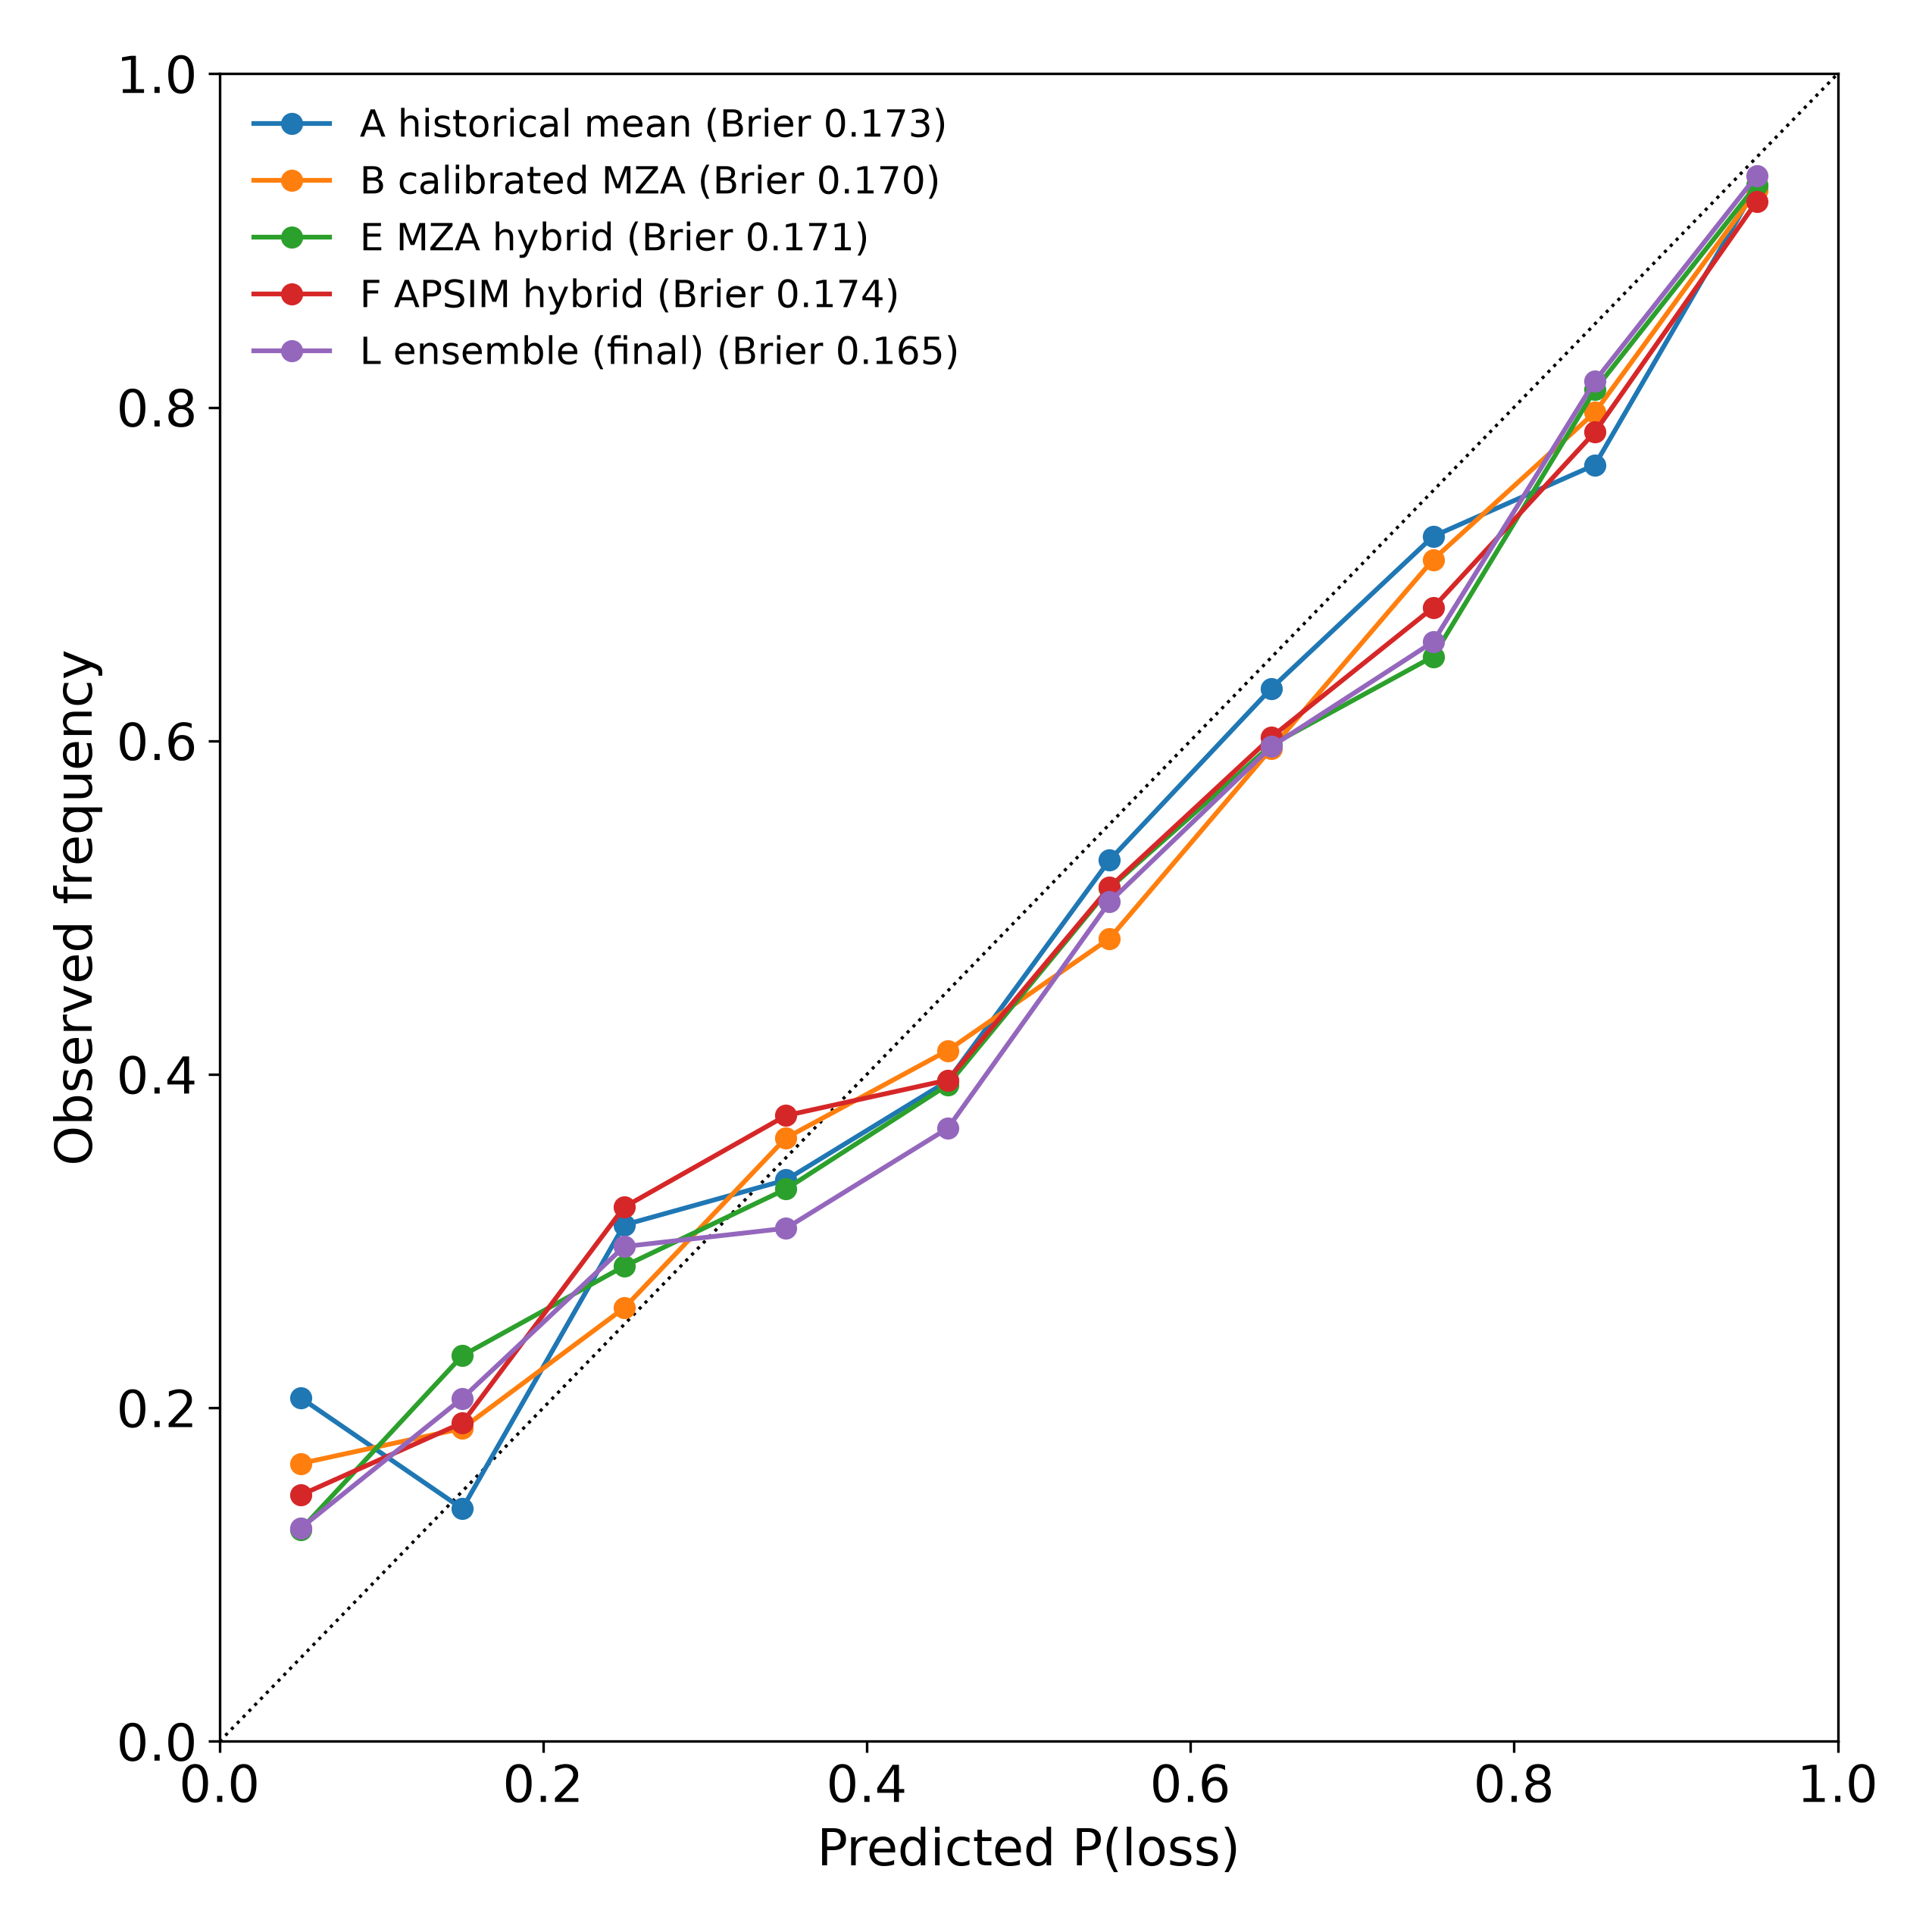 A historical mean (Brier 0.173)
B calibrated MZA (Brier 0.170)
E MZA hybrid (Brier 0.171)
F APSIM hybrid (Brier 0.174)
L ensemble (final) (Brier 0.165)
1.0
0.8
0.6
0.4
0.2
0.0
Observed frequency
0.0 0.2 0.4 0.6 0.8 1.0
Predicted P(loss)